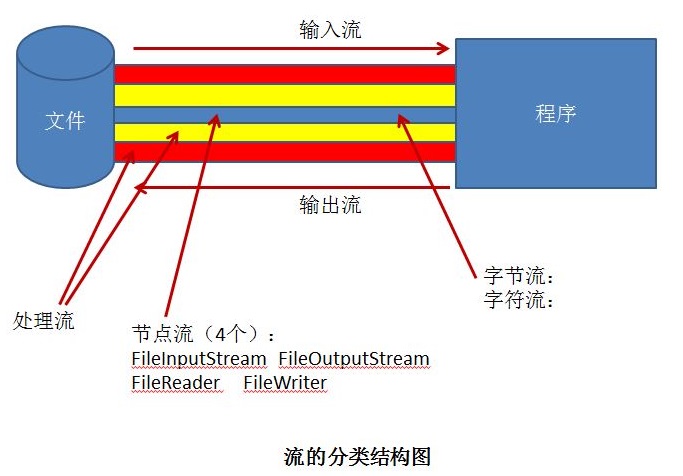 输入流
文件
程序
输出流
字节流：
字符流：
处理流
节点流（4个）：
FileInputStream FileOutputStream
FileReader FileWriter
流的分类结构图